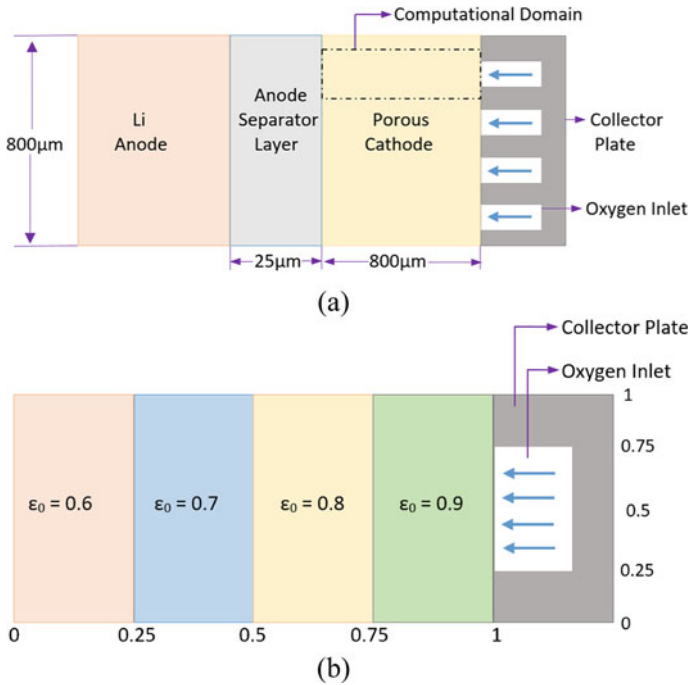 Computational Domain
800μm
Li
Anode
Anode
Separator
Layer
Porous
Cathode
Collector
Plate
Oxygen Inlet
25μm
800μm
(a)
Collector Plate
Oxygen Inlet
ε₀ = 0.6
ε₀ = 0.7
ε₀ = 0.8
ε₀ = 0.9
1
0.75
0.5
0.25
0
0
0.25
0.5
0.75
1
(b)